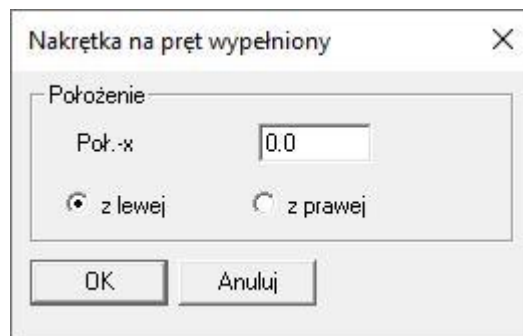 Nakrętka na pręt wypełniony
Położenie
Poł.-x 0.0
z lewej z prawej
OK Anuluj